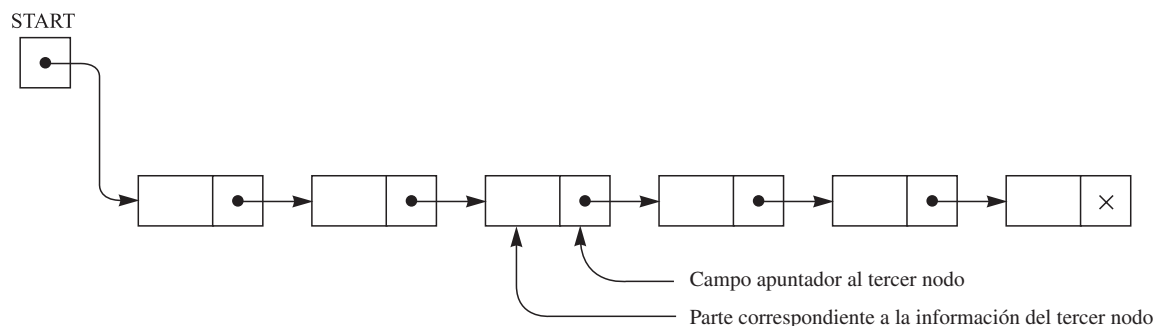 START
×
Campo apuntador al tercer nodo
Parte correspondiente a la información del tercer nodo